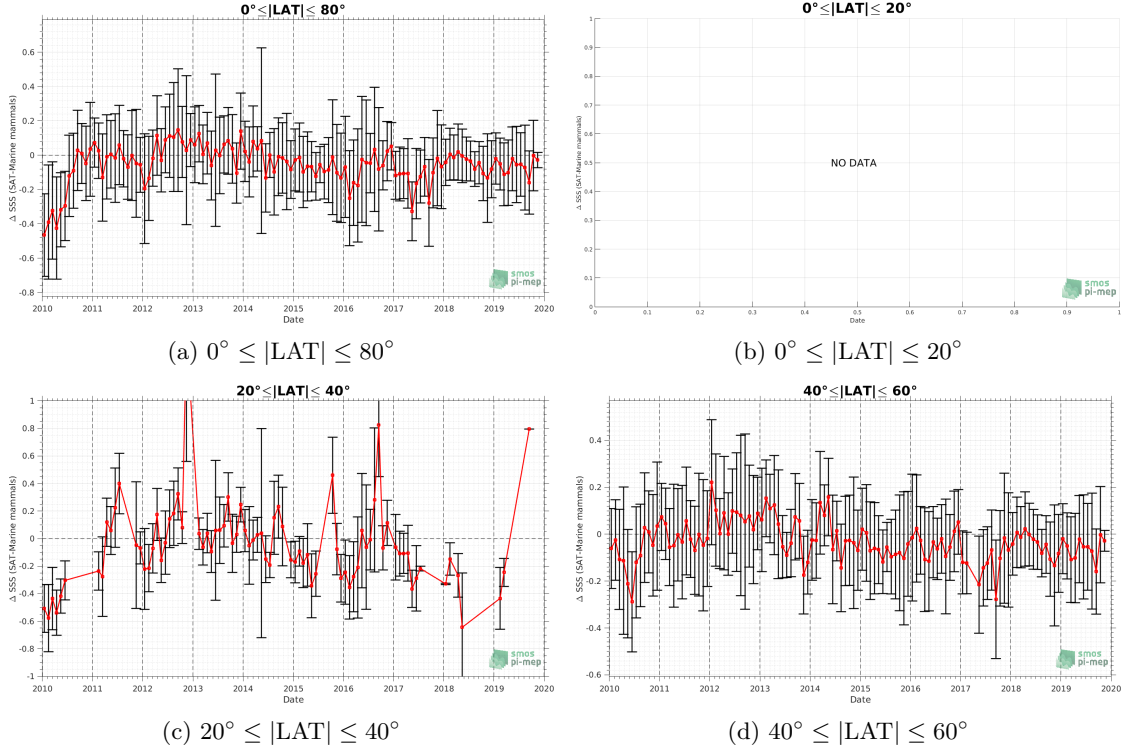 0°≤|LAT|≤ 80°
Δ SSS (SAT-Marine mammals)
0.6
0.4
0.2
0
-0.2
-0.4
-0.6
-0.8
2010 2011 2012 2013 2014 2015 2016 2017 2018 2019 2020
Date
smos
pi-mep
(a) 0° ≤ |LAT| ≤ 80°
0°≤|LAT|≤ 20°
Δ SSS (SAT-Marine mammals)
1
0.9
0.8
0.7
0.6
0.5
0.4
0.3
0.2
0.1
0
NO DATA
0 0.1 0.2 0.3 0.4 0.5 0.6 0.7 0.8 0.9 1
Date
smos
pi-mep
(b) 0° ≤ |LAT| ≤ 20°
20°≤|LAT|≤ 40°
Δ SSS (SAT-Marine mammals)
1
0.8
0.6
0.4
0.2
0
-0.2
-0.4
-0.6
-0.8
-1
2010 2011 2012 2013 2014 2015 2016 2017 2018 2019 2020
Date
smos
pi-mep
(c) 20° ≤ |LAT| ≤ 40°
40°≤|LAT|≤ 60°
Δ SSS (SAT-Marine mammals)
0.4
0.2
0
-0.2
-0.4
-0.6
2010 2011 2012 2013 2014 2015 2016 2017 2018 2019 2020
Date
smos
pi-mep
(d) 40° ≤ |LAT| ≤ 60°